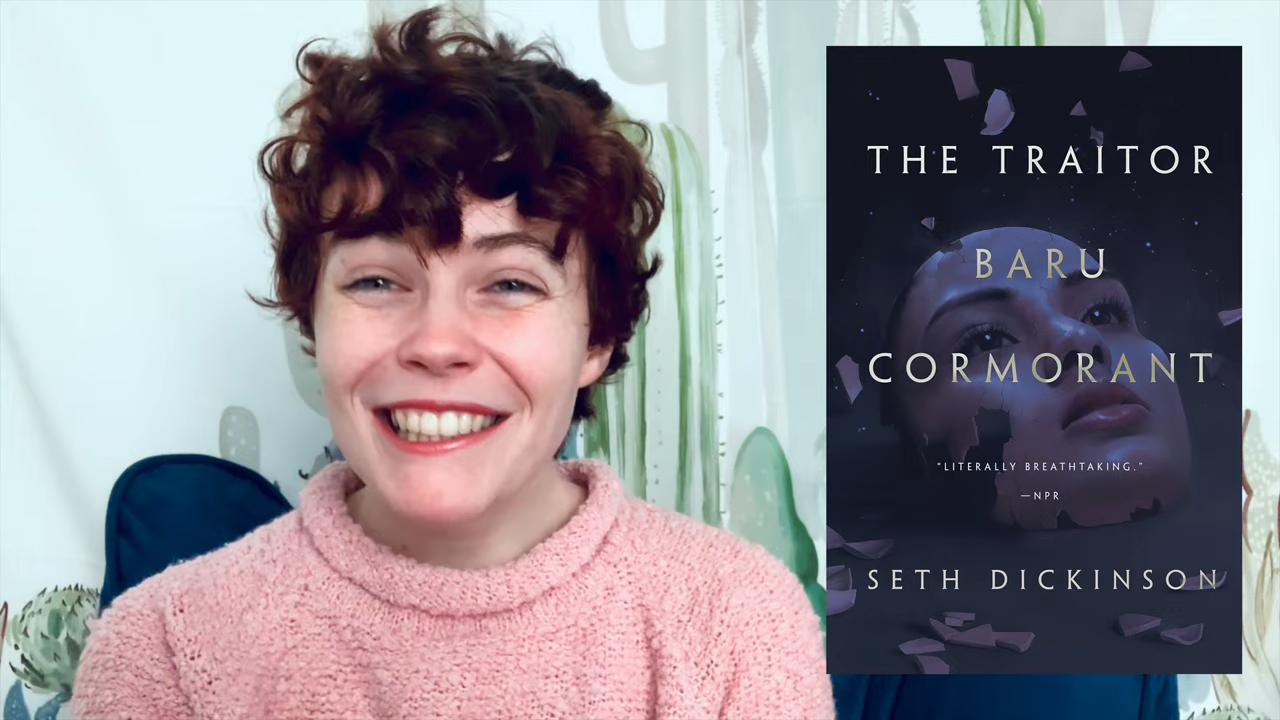 THE TRAITOR
BARU
CORMORANT
"LITERALLY BREATHTAKING."
—NPR
SETH DICKINSON